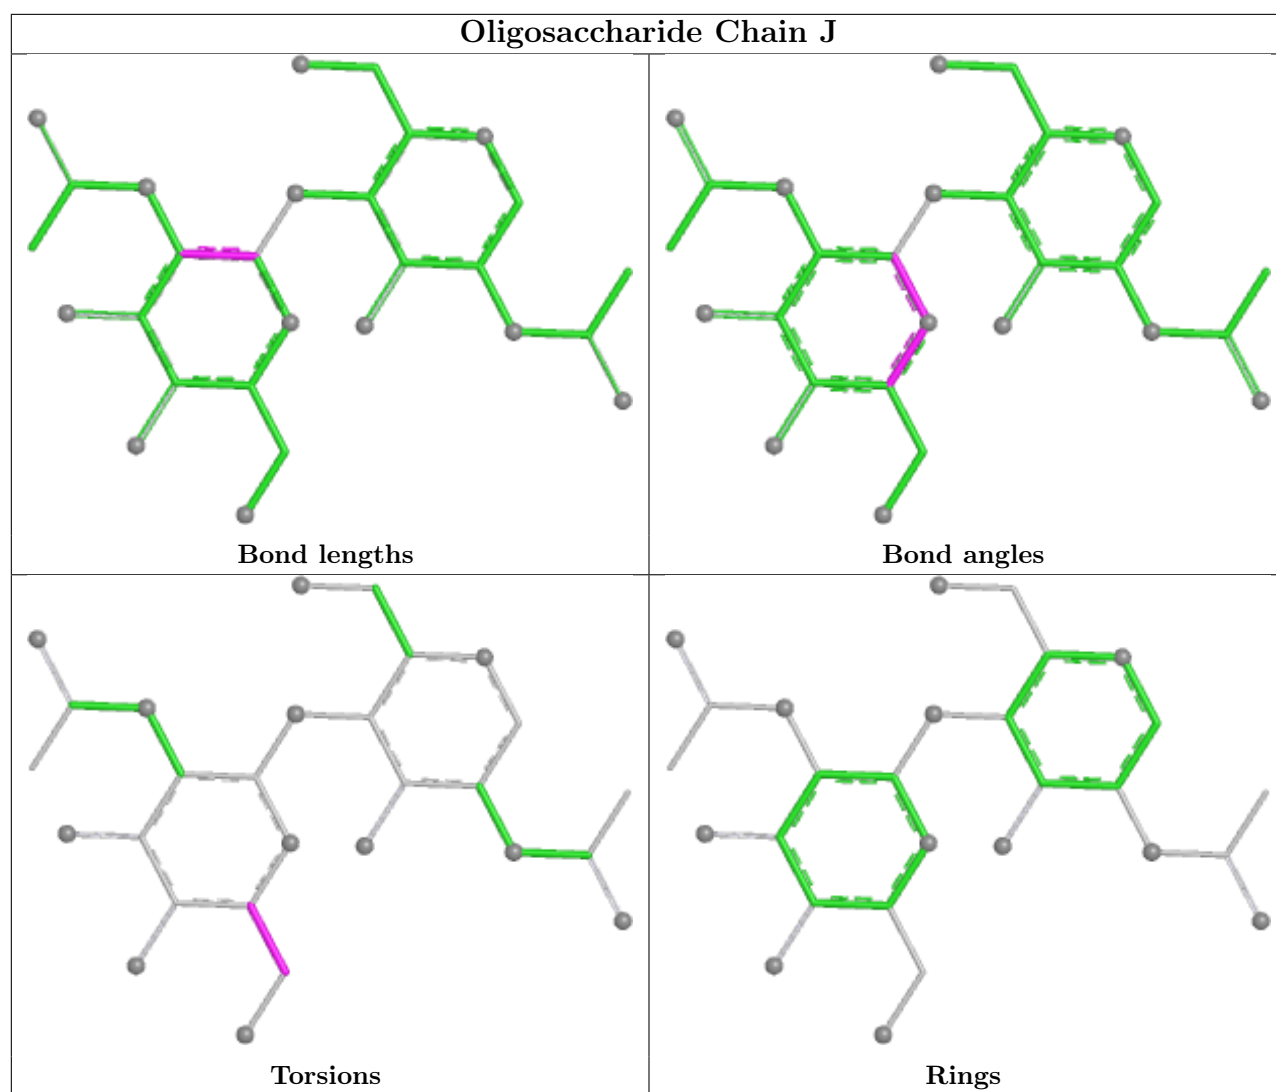 Oligosaccharide Chain J
Bond lengths
Bond angles
Torsions
Rings